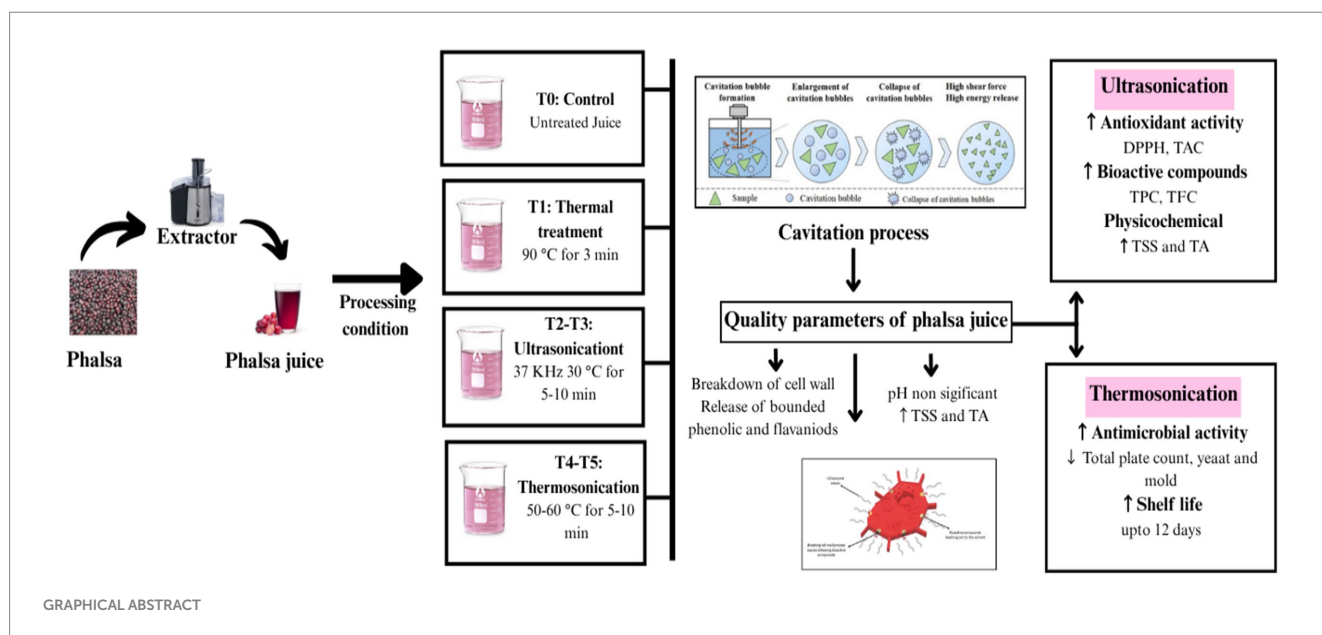 Phalsa
Extractor
Phalsa juice
Processing
condition
T0: Control
Untreated Juice
T1: Thermal
treatment
90 °C for 3 min
T2-T3:
Ultrasonicationt
37 KHz 30 °C for
5-10 min
T4-T5:
Thermosonication
50-60 °C for 5-10
min
Cavitation bubble
formation
Enlargement of
cavitation bubbles
Collapse of
cavitation bubbles
High shear force
High energy release
Sample
Cavitation bubble
Collapse of cavitation bubbles
Cavitation process
Quality parameters of phalsa juice
Breakdown of cell wall
Release of bounded
phenolic and flavaniods
pH non sigificant
↑ TSS and TA
Ultrasound
waves
Ultrasonication
↑ Antioxidant activity
DPPH, TAC
↑ Bioactive compounds
TPC, TFC
Physicochemical
↑ TSS and TA
Thermosonication
↑ Antimicrobial activity
↓ Total plate count, yeaat and
mold
↑ Shelf life
upto 12 days
GRAPHICAL ABSTRACT